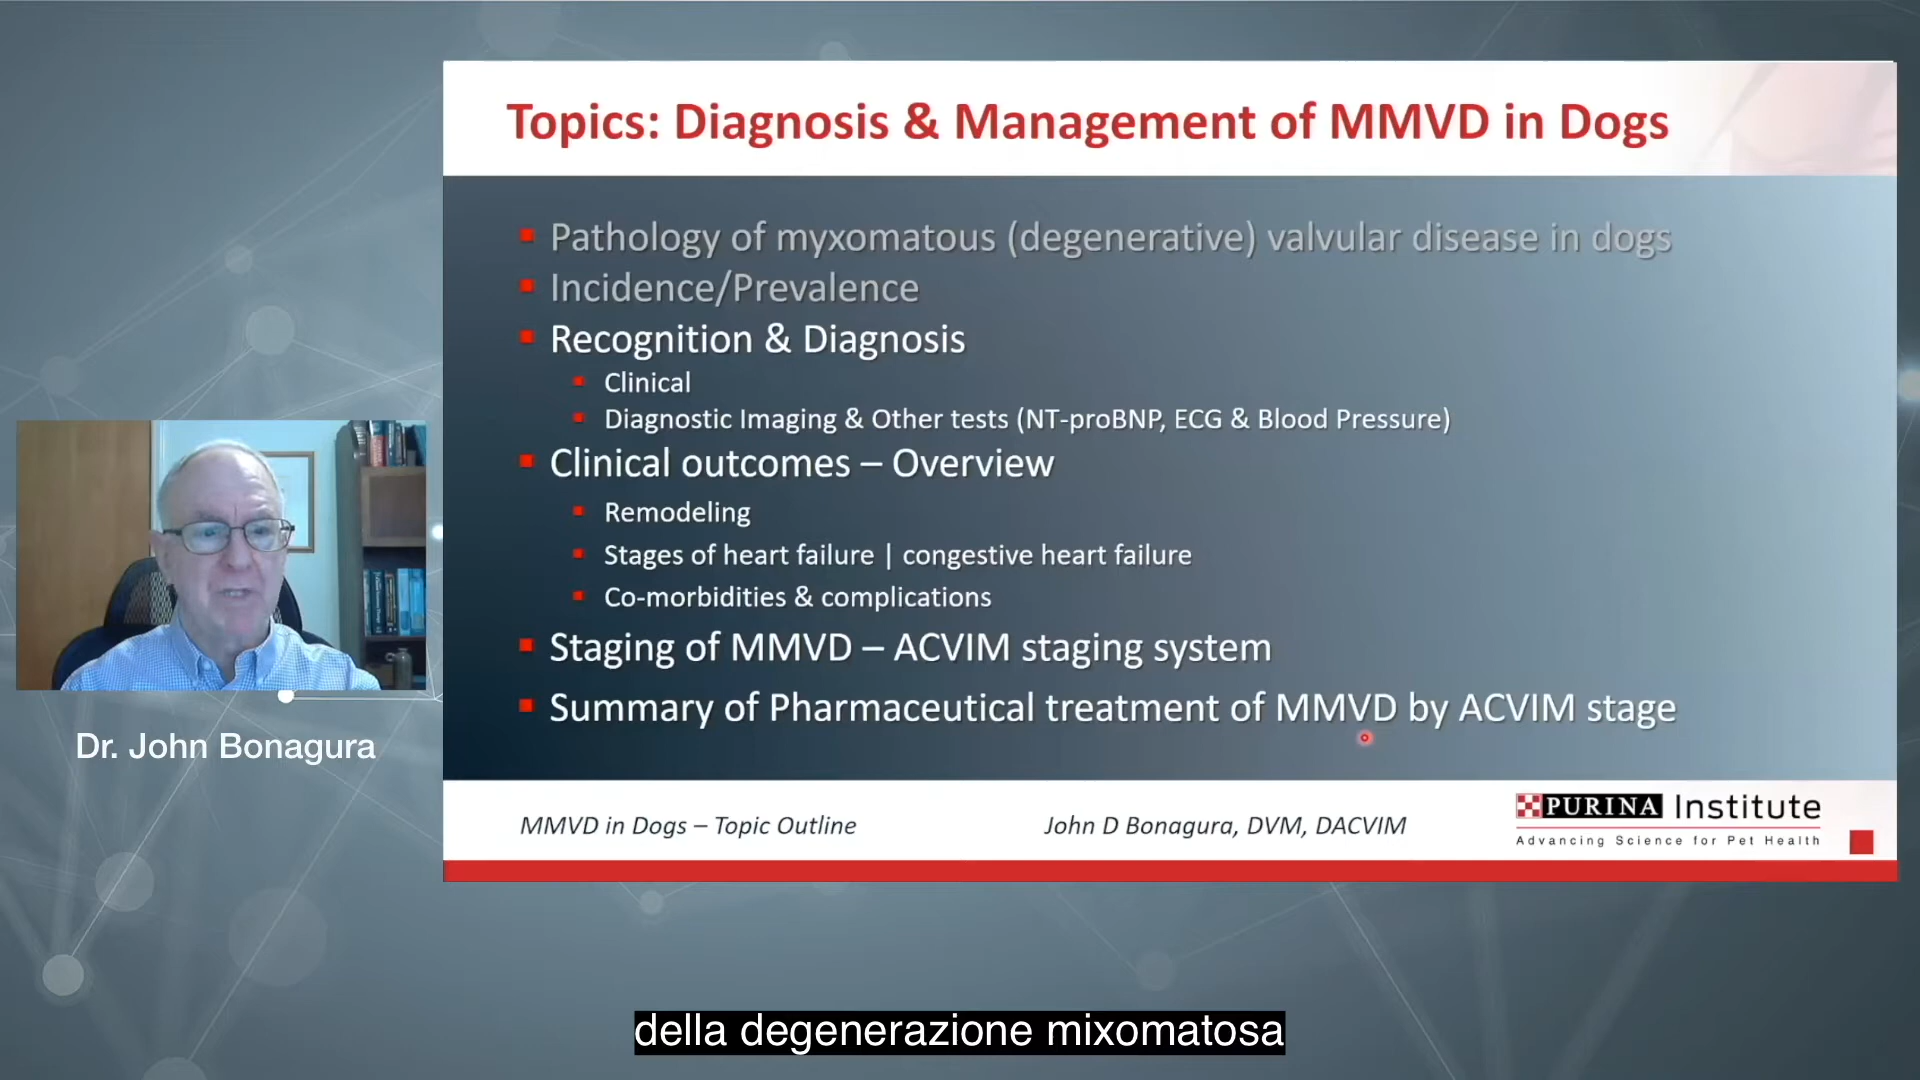 Topics: Diagnosis & Management of MMVD in Dogs
Pathology of myxomatous (degenerative) valvular disease in dogs
Incidence/Prevalence
Recognition & Diagnosis
Clinical
Diagnostic Imaging & Other tests (NT-proBNP, ECG & Blood Pressure)
Clinical outcomes – Overview
Remodeling
Stages of heart failure | congestive heart failure
Co-morbidities & complications
Staging of MMVD – ACVIM staging system
Summary of Pharmaceutical treatment of MMVD by ACVIM stage
Dr. John Bonagura
MMVD in Dogs – Topic Outline
John D Bonagura, DVM, DACVIM
PURINA Institute
Advancing Science for Pet Health
della degenerazione mixomatosa